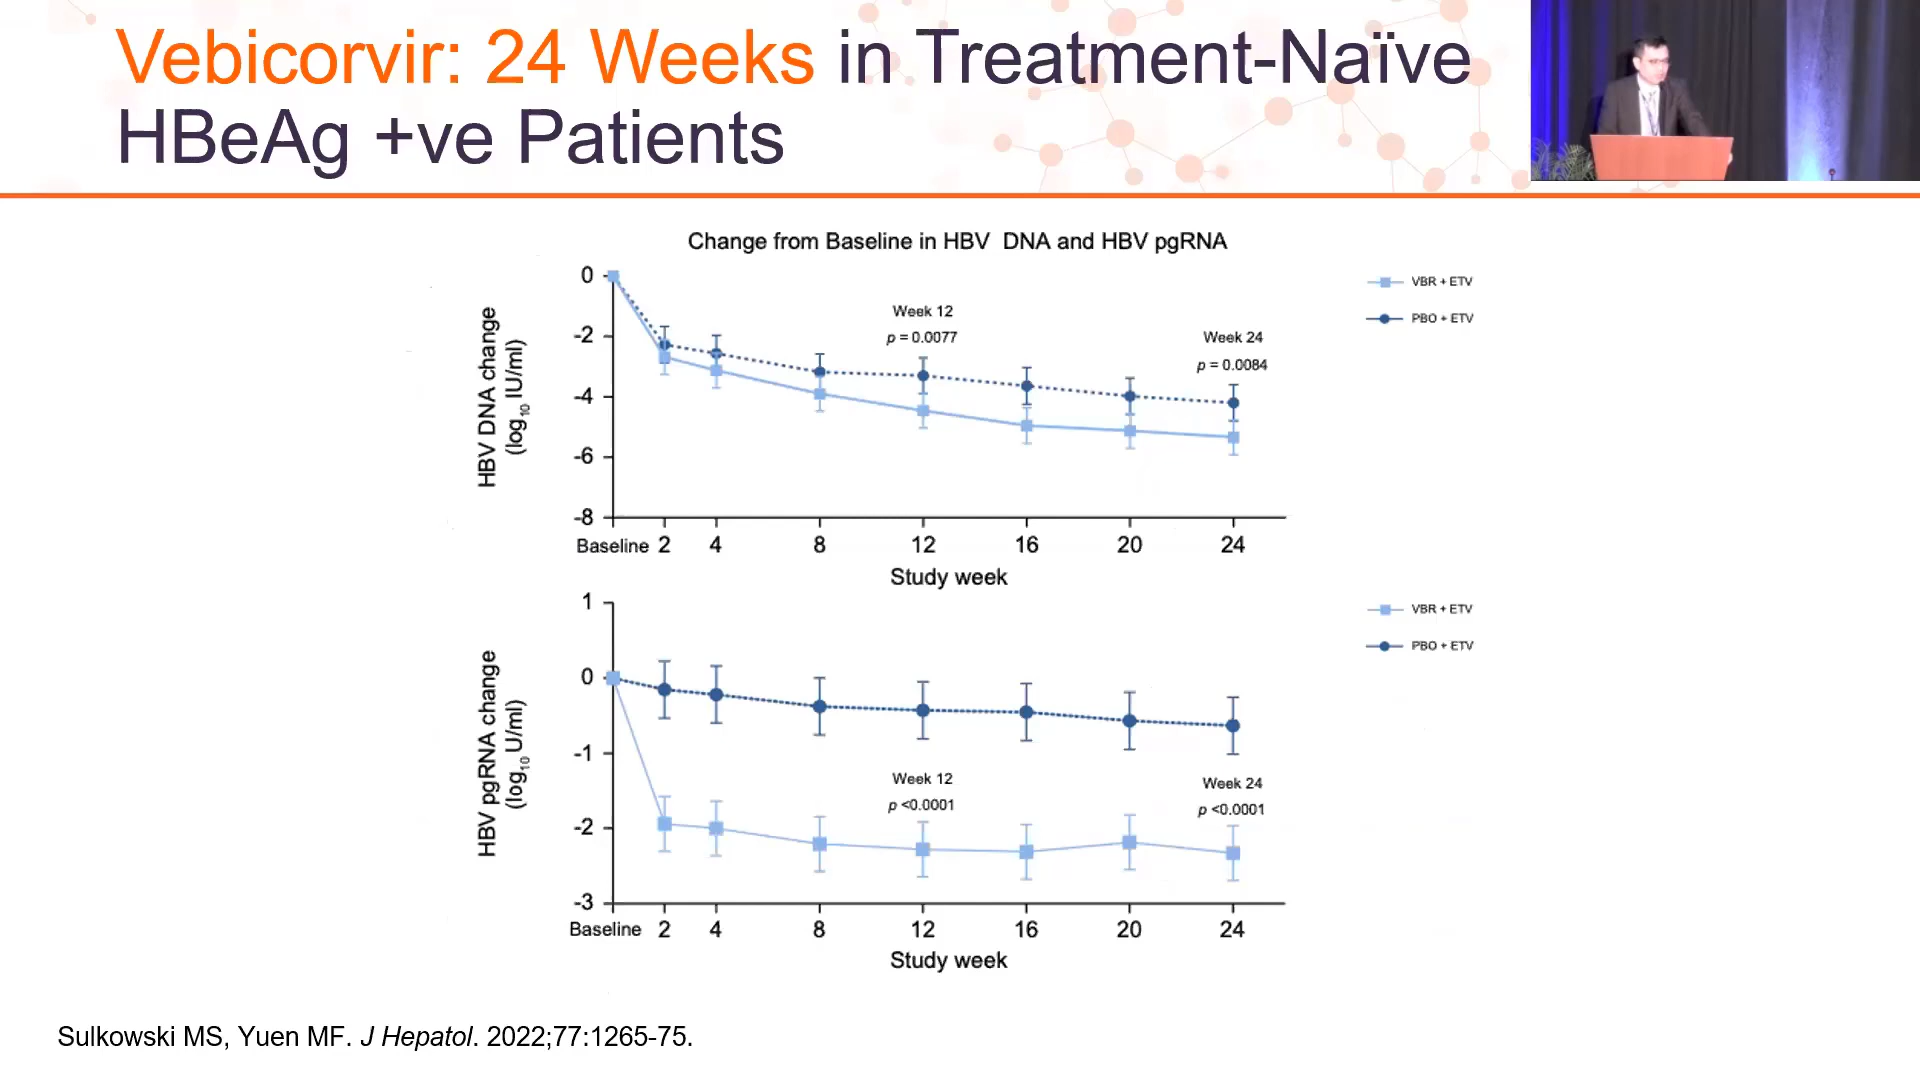 Vebicorvir: 24 Weeks in Treatment-Naïve
HBeAg +ve Patients
Change from Baseline in HBV DNA and HBV pgRNA
HBV DNA change
(log10 IU/ml)
0
-2
-4
-6
-8
Week 12
p = 0.0077
Week 24
p = 0.0084
VBR + ETV
PBO + ETV
Baseline 2 4 8 12 16 20 24
Study week
HBV pgRNA change
(log10 U/ml)
1
0
-1
-2
-3
Week 12
p <0.0001
Week 24
p <0.0001
VBR + ETV
PBO + ETV
Baseline 2 4 8 12 16 20 24
Study week
Sulkowski MS, Yuen MF. J Hepatol. 2022;77:1265-75.